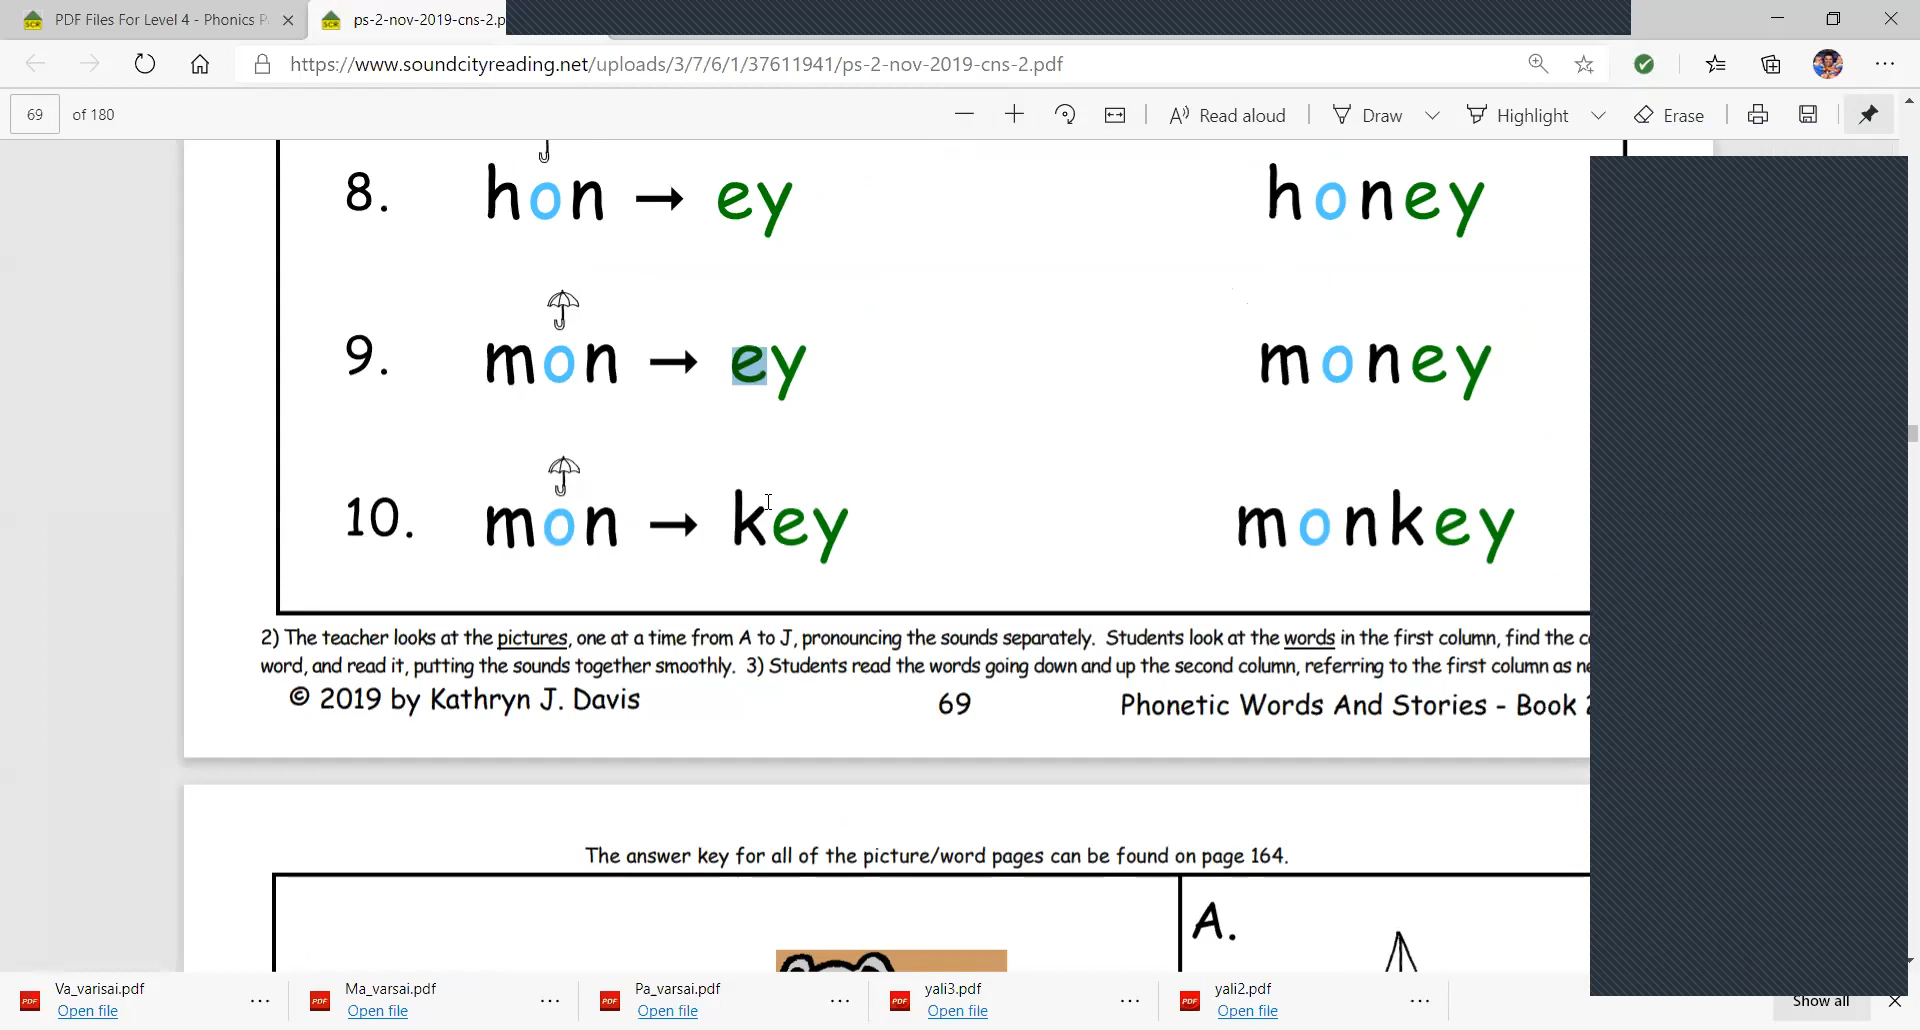 PDF Files For Level 4 - Phonics P
ps-2-nov-2019-cns-2.p
https://www.soundcityreading.net/uploads/3/7/6/1/37611941/ps-2-nov-2019-cns-2.pdf
69 of 180
Read aloud Draw Highlight Erase
8. hon → ey honey
9. mon → ey money
10. mon → key monkey
2) The teacher looks at the pictures, one at a time from A to J, pronouncing the sounds separately. Students look at the words in the first column, find the
word, and read it, putting the sounds together smoothly. 3) Students read the words going down and up the second column, referring to the first column as
© 2019 by Kathryn J. Davis 69 Phonetic Words And Stories - Book
The answer key for all of the picture/word pages can be found on page 164.
A.
Va_varisai.pdf Ma_varsai.pdf Pa_varsai.pdf yali3.pdf yali2.pdf
Open file Open file Open file Open file Open file
Show all